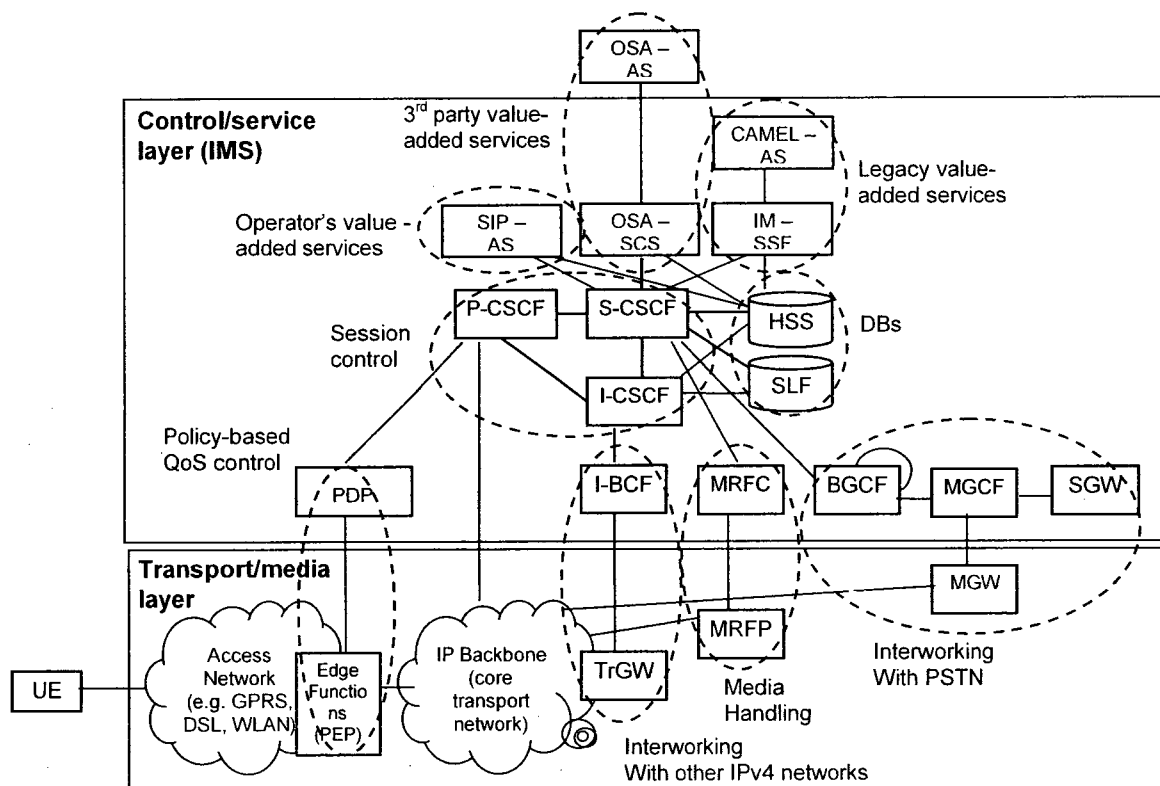 OSA –
AS
Control/service
layer (IMS)
3rd party value-
added services
CAMEL –
AS
Legacy value-
added services
Operator's value -
added services
SIP –
AS
OSA –
SCS
IM –
SSF
P-CSCF
S-CSCF
HSS
DBs
Session
control
I-CSCF
SLF
Policy-based
QoS control
PDP
I-BCF
MRFC
BGCF
MGCF
SGW
Transport/media
layer
MGW
UE
Access
Network
(e.g. GPRS,
DSL, WLAN)
Edge
Functio
ns
(PEP)
IP Backbone
(core
transport
network)
TrGW
MRFP
Media
Handling
Interworking
With PSTN
Interworking
With other IPv4 networks